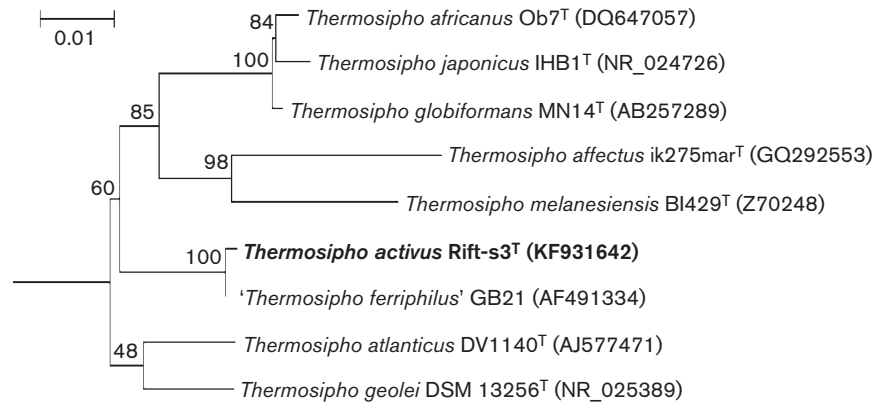 84
Thermosipho africanus Ob7T (DQ647057)
0.01
100
Thermosipho japonicus IHB1T (NR_024726)
Thermosipho globiformans MN14T (AB257289)
85
98
Thermosipho affectus ik275marT (GQ292553)
60
Thermosipho melanesiensis BI429T (Z70248)
100
Thermosipho activus Rift-s3T (KF931642)
‘Thermosipho ferriphilus’ GB21 (AF491334)
48
Thermosipho atlanticus DV1140T (AJ577471)
Thermosipho geolei DSM 13256T (NR_025389)